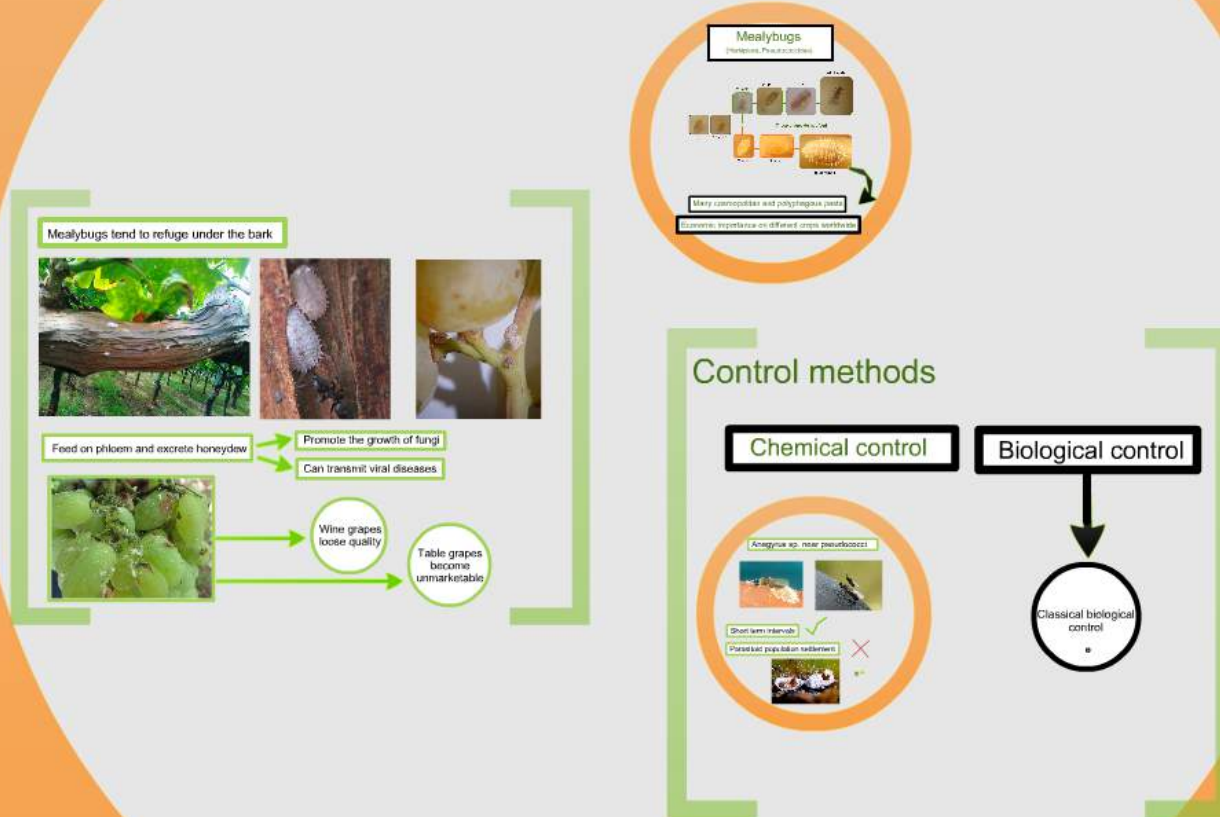 Mealybugs
(Hemiptera, Pseudococcidae)
Many cosmopolitan and polyphagous pests
Economic importance on different crops worldwide
Mealybugs tend to refuge under the bark
Feed on phloem and excrete honeydew
Promote the growth of fungi
Can transmit viral diseases
Wine grapes
loose quality
Table grapes
become
unmarketable
Control methods
Chemical control
Biological control
Anagyrus sp. near pseudococci
Short term intervals
Parasitoid population settlement
Classical biological
control